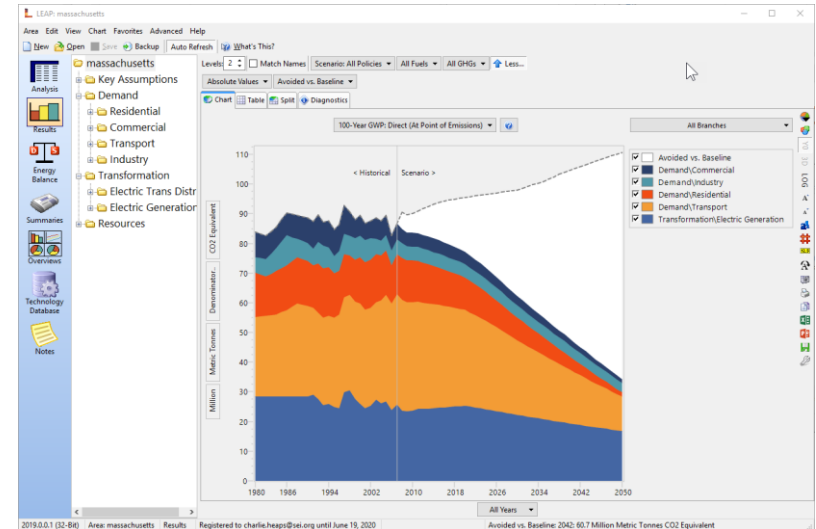 LEAP: massachusetts
Area Edit View Chart Favorites Advanced Help
New Open Save Backup Auto Refresh What's This?
Levels: 2 Match Names Scenario: All Policies All Fuels All GHGs Less...
Absolute Values Avoided vs. Baseline
Chart Table Split Diagnostics
Analysis
Results
Energy
Balance
Summaries
Overviews
Technology
Database
Notes
massachusetts
Key Assumptions
Demand
Residential
Commercial
Transport
Industry
Transformation
Electric Trans Distr
Electric Generation
Resources
100-Year GWP: Direct (At Point of Emissions)
All Branches
< Historical Scenario >
CO2 Equivalent
Denominator..
Metric Tonnes
Million
110
100
90
80
70
60
50
40
30
20
10
0
1980 1986 1994 2002 2010 2018 2026 2034 2042 2050
Avoided vs. Baseline
Demand\Commercial
Demand\Industry
Demand\Residential
Demand\Transport
Transformation\Electric Generation
LOG
All Years
2019.0.0.1 (32-Bit) Area: massachusetts Results Registered to charlie.heaps@sei.org until June 19, 2020 Avoided vs. Baseline: 2042: 60.7 Million Metric Tonnes CO2 Equivalent